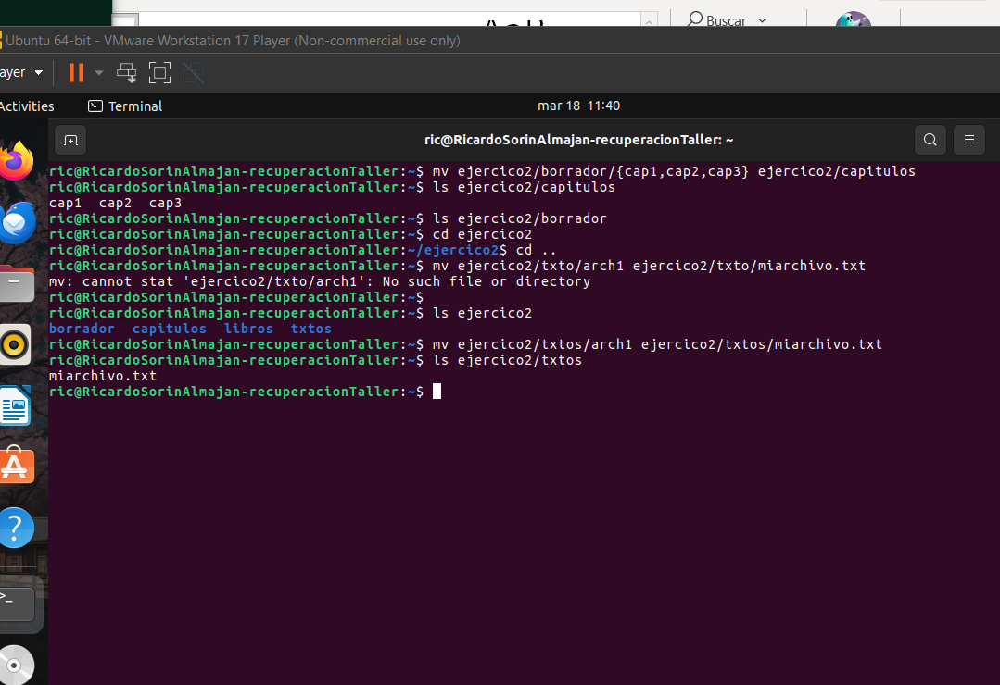 Buscar
Ubuntu 64-bit - VMware Workstation 17 Player (Non-commercial use only)
ayer
Activities
Terminal
mar 18 11:40
ric@RicardoSorinAlmajan-recuperacionTaller: ~
ric@RicardoSorinAlmajan-recuperacionTaller:~$ mv ejercico2/borrador/{cap1,cap2,cap3} ejercico2/capitulos
ric@RicardoSorinAlmajan-recuperacionTaller:~$ ls ejercico2/capitulos
cap1  cap2  cap3
ric@RicardoSorinAlmajan-recuperacionTaller:~$ ls ejercico2/borrador
ric@RicardoSorinAlmajan-recuperacionTaller:~$ cd ejercico2
ric@RicardoSorinAlmajan-recuperacionTaller:~/ejercico2$ cd ..
ric@RicardoSorinAlmajan-recuperacionTaller:~$ mv ejercico2/txto/arch1 ejercico2/txto/miarchivo.txt
mv: cannot stat 'ejercico2/txto/arch1': No such file or directory
ric@RicardoSorinAlmajan-recuperacionTaller:~$
ric@RicardoSorinAlmajan-recuperacionTaller:~$ ls ejercico2
borrador  capitulos  libros  txtos
ric@RicardoSorinAlmajan-recuperacionTaller:~$ mv ejercico2/txtos/arch1 ejercico2/txtos/miarchivo.txt
ric@RicardoSorinAlmajan-recuperacionTaller:~$ ls ejercico2/txtos
miarchivo.txt
ric@RicardoSorinAlmajan-recuperacionTaller:~$